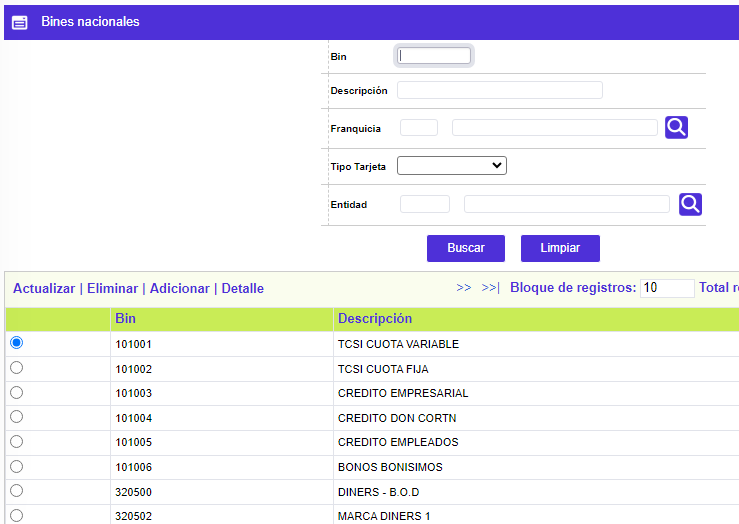 Bines nacionales
Bin
Descripción
Franquicia
Tipo Tarjeta
Entidad
Buscar Limpiar
Actualizar | Eliminar | Adicionar | Detalle >> >>| Bloque de registros: 10 Total
Bin Descripción
101001 TCSI CUOTA VARIABLE
101002 TCSI CUOTA FIJA
101003 CREDITO EMPRESARIAL
101004 CREDITO DON CORTN
101005 CREDITO EMPLEADOS
101006 BONOS BONISIMOS
320500 DINERS - B.O.D
320502 MARCA DINERS 1